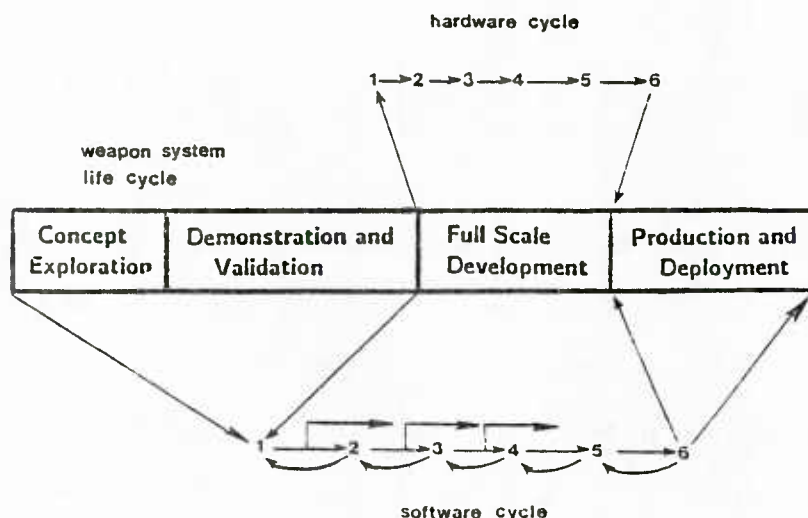 hardware cycle
1 2 3 4 5 6
weapon system
life cycle
Concept
Exploration
Demonstration and
Validation
Full Scale
Development
Production and
Deployment
1 2 3 4 5 6
software cycle